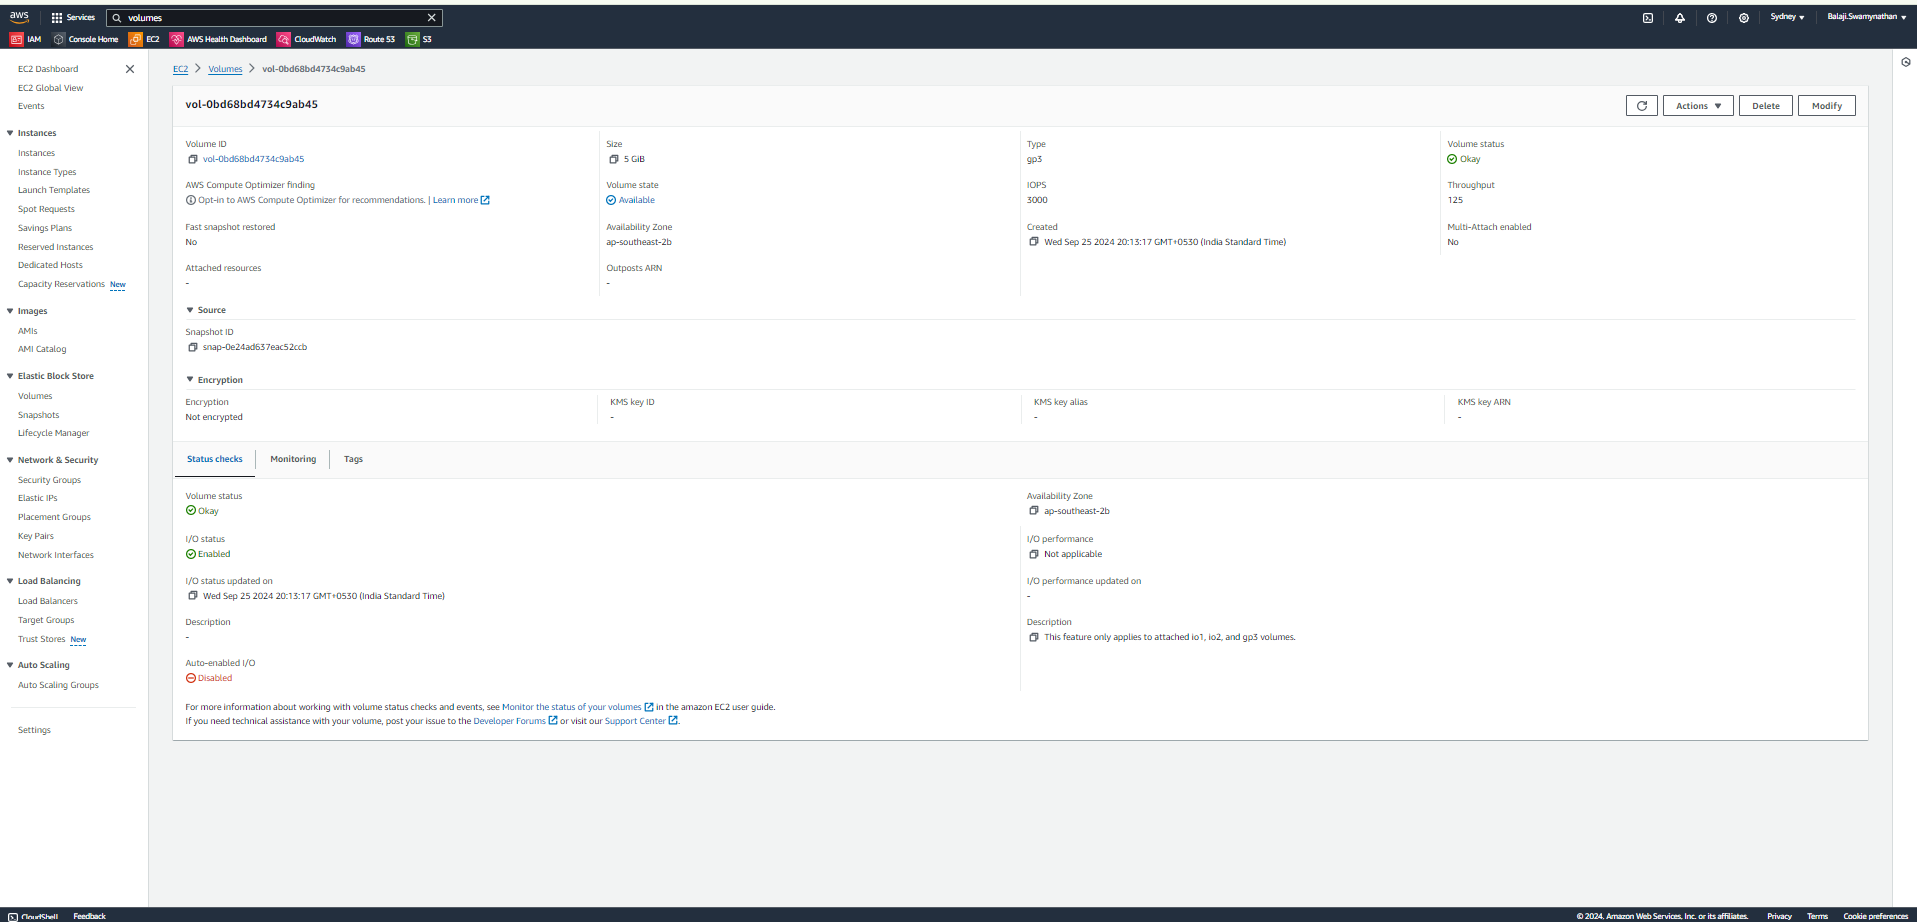 aws Services volumes Sydney Balaji.Swamynathan
IAM Console Home EC2 AWS Health Dashboard CloudWatch Route 53 S3
EC2 Dashboard
EC2 Global View
Events
Instances
Instances
Instance Types
Launch Templates
Spot Requests
Savings Plans
Reserved Instances
Dedicated Hosts
Capacity Reservations New
Images
AMIs
AMI Catalog
Elastic Block Store
Volumes
Snapshots
Lifecycle Manager
Network & Security
Security Groups
Elastic IPs
Placement Groups
Key Pairs
Network Interfaces
Load Balancing
Load Balancers
Target Groups
Trust Stores New
Auto Scaling
Auto Scaling Groups
Settings
EC2 > Volumes > vol-0bd68bd4734c9ab45
vol-0bd68bd4734c9ab45 Actions Delete Modify
Volume ID Size Type Volume status
vol-0bd68bd4734c9ab45 5 GiB gp3 Okay
AWS Compute Optimizer finding Volume state IOPS Throughput
Opt-in to AWS Compute Optimizer for recommendations. | Learn more Available 3000 125
Fast snapshot restored Availability Zone Created Multi-Attach enabled
No ap-southeast-2b Wed Sep 25 2024 20:13:17 GMT+0530 (India Standard Time) No
Attached resources Outposts ARN
- -
Source
Snapshot ID
snap-0e24ad637eac52ccb
Encryption
Encryption KMS key ID KMS key alias KMS key ARN
Not encrypted - - -
Status checks Monitoring Tags
Volume status Availability Zone
Okay ap-southeast-2b
I/O status I/O performance
Enabled Not applicable
I/O status updated on I/O performance updated on
Wed Sep 25 2024 20:13:17 GMT+0530 (India Standard Time) -
Description Description
- This feature only applies to attached io1, io2, and gp3 volumes.
Auto-enabled I/O
Disabled
For more information about working with volume status checks and events, see Monitor the status of your volumes in the amazon EC2 user guide.
If you need technical assistance with your volume, post your issue to the Developer Forums or visit our Support Center .
CloudShell Feedback © 2024, Amazon Web Services, Inc. or its affiliates. Privacy Terms Cookie preferences